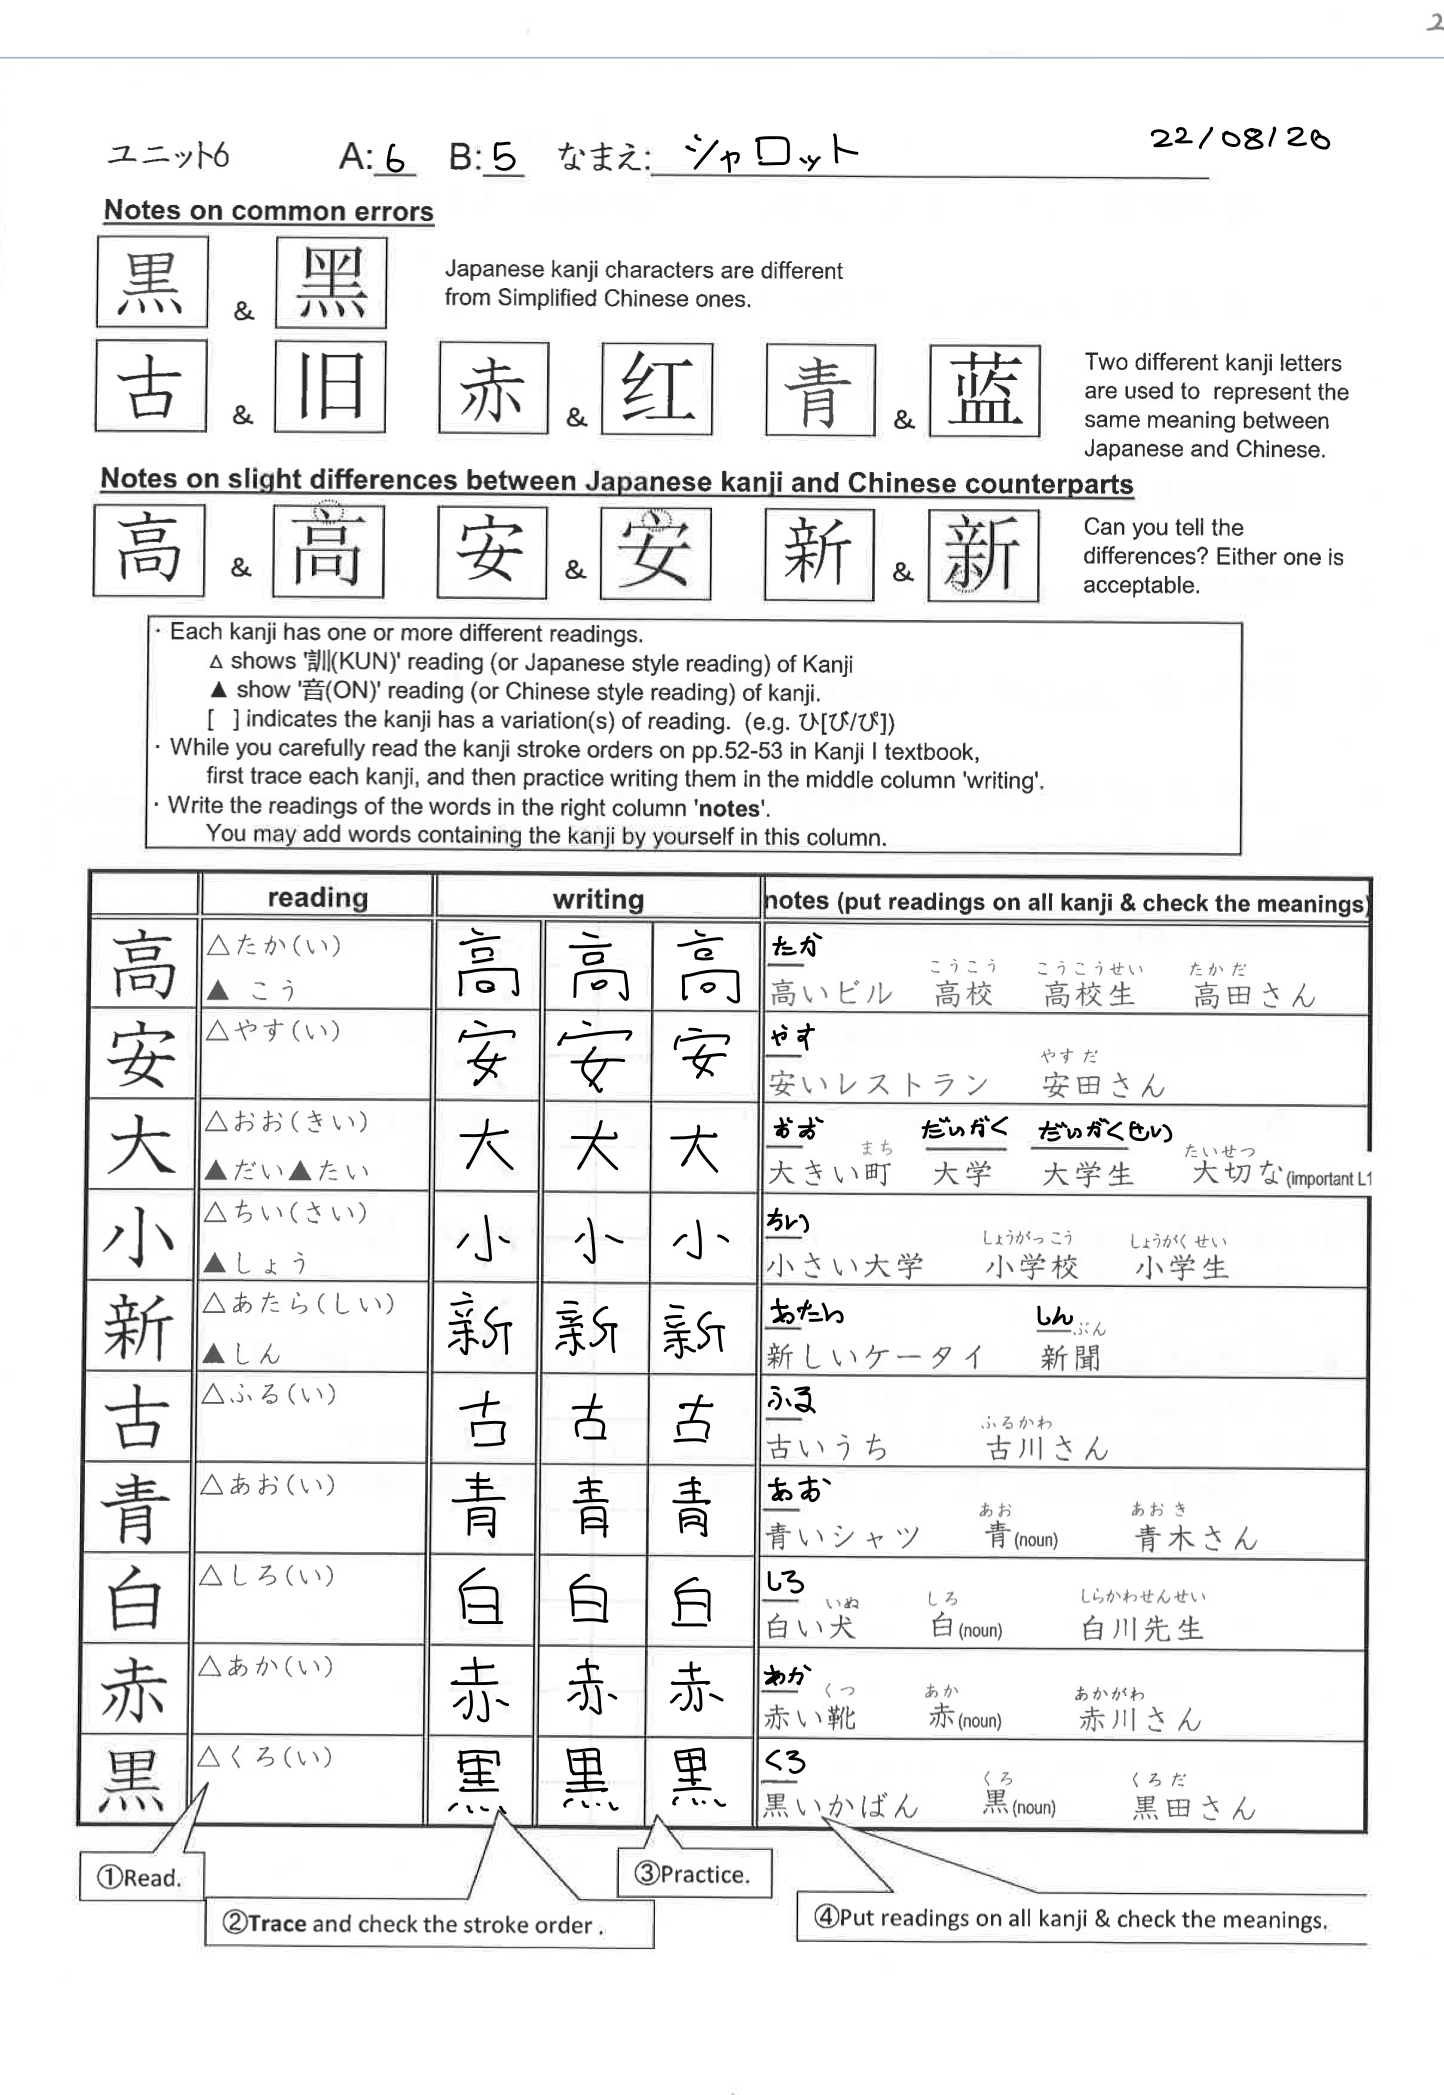 2
ユニット6 A: 6 B: 5 なまえ: シャロット 22/08/20
Notes on common errors
黒 & 黑 Japanese kanji characters are different
from Simplified Chinese ones.
古 & 旧 赤 & 红 青 & 蓝 Two different kanji letters
are used to represent the
same meaning between
Japanese and Chinese.
Notes on slight differences between Japanese kanji and Chinese counterparts
高 & 高 安 & 安 新 & 新 Can you tell the
differences? Either one is
acceptable.
· Each kanji has one or more different readings.
△ shows '訓(KUN)' reading (or Japanese style reading) of Kanji
▲ show '音(ON)' reading (or Chinese style reading) of kanji.
[ ] indicates the kanji has a variation(s) of reading. (e.g. ひ[び/ぴ])
· While you carefully read the kanji stroke orders on pp.52-53 in Kanji I textbook,
first trace each kanji, and then practice writing them in the middle column 'writing'.
· Write the readings of the words in the right column 'notes'.
You may add words containing the kanji by yourself in this column.
reading writing notes (put readings on all kanji & check the meanings)
高 △たか(い) 高 高 高 たか
こうこう こうこうせい たかだ
▲ こう 高いビル 高校 高校生 高田さん
安 △やす(い) 安 安 安 やす
やすだ
安いレストラン 安田さん
大 △おお(きい) 大 大 大 おお だいがく だいがくせい
まち たいせつ
▲だい▲たい 大きい町 大学 大学生 大切な(important L1
小 △ちい(さい) 小 小 小 ちい
しょうがっこう しょうがくせい
▲しょう 小さい大学 小学校 小学生
新 △あたら(しい) 新 新 新 あたら しん
ぶん
▲しん 新しいケータイ 新聞
古 △ふる(い) 古 古 古 ふる
ふるかわ
古いうち 古川さん
青 △あお(い) 青 青 青 あお
あお あおき
青いシャツ 青(noun) 青木さん
白 △しろ(い) 白 白 白 しろ
いぬ しろ しらかわせんせい
白い犬 白(noun) 白川先生
赤 △あか(い) 赤 赤 赤 あか
くつ あか あかがわ
赤い靴 赤(noun) 赤川さん
黒 △くろ(い) 黒 黒 黒 くろ
くろ くろだ
黒いかばん 黒(noun) 黒田さん
①Read.
③Practice.
②Trace and check the stroke order .
④Put readings on all kanji & check the meanings.